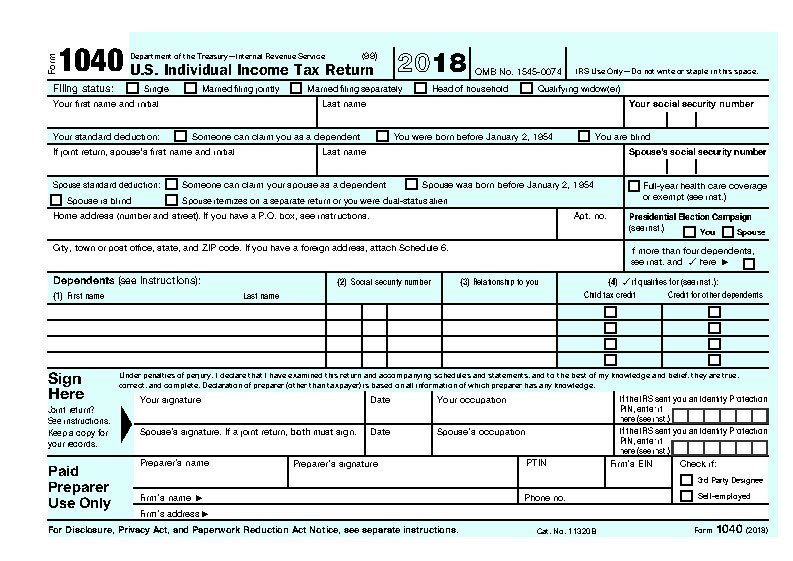 Form 1040 Department of the Treasury—Internal Revenue Service (99)
U.S. Individual Income Tax Return 2018 OMB No. 1545-0074 IRS Use Only—Do not write or staple in this space.
Filing status: Single Married filing jointly Married filing separately Head of household Qualifying widow(er)
Your first name and initial Last name Your social security number
Your standard deduction: Someone can claim you as a dependent You were born before January 2, 1954 You are blind
If joint return, spouse's first name and initial Last name Spouse's social security number
Spouse standard deduction: Someone can claim your spouse as a dependent Spouse was born before January 2, 1954 Full-year health care coverage
Spouse is blind Spouse itemizes on a separate return or you were dual-status alien or exempt (see inst.)
Home address (number and street). If you have a P.O. box, see instructions. Apt. no. Presidential Election Campaign
(see inst.) You Spouse
City, town or post office, state, and ZIP code. If you have a foreign address, attach Schedule 6. If more than four dependents,
see inst. and ✓ here ►
Dependents (see instructions): (2) Social security number (3) Relationship to you (4) ✓ if qualifies for (see inst.):
(1) First name Last name Child tax credit Credit for other dependents
Sign Here
Joint return?
See instructions.
Keep a copy for
your records.
Under penalties of perjury, I declare that I have examined this return and accompanying schedules and statements, and to the best of my knowledge and belief, they are true,
correct, and complete. Declaration of preparer (other than taxpayer) is based on all information of which preparer has any knowledge.
Your signature Date Your occupation If the IRS sent you an Identity Protection
PIN, enter it
here (see inst.)
Spouse's signature. If a joint return, both must sign. Date Spouse's occupation If the IRS sent you an Identity Protection
PIN, enter it
here (see inst.)
Paid
Preparer
Use Only
Preparer's name Preparer's signature PTIN Firm's EIN Check if:
3rd Party Designee
Firm's name ► Phone no. Self-employed
Firm's address ►
For Disclosure, Privacy Act, and Paperwork Reduction Act Notice, see separate instructions. Cat. No. 11320B Form 1040 (2018)